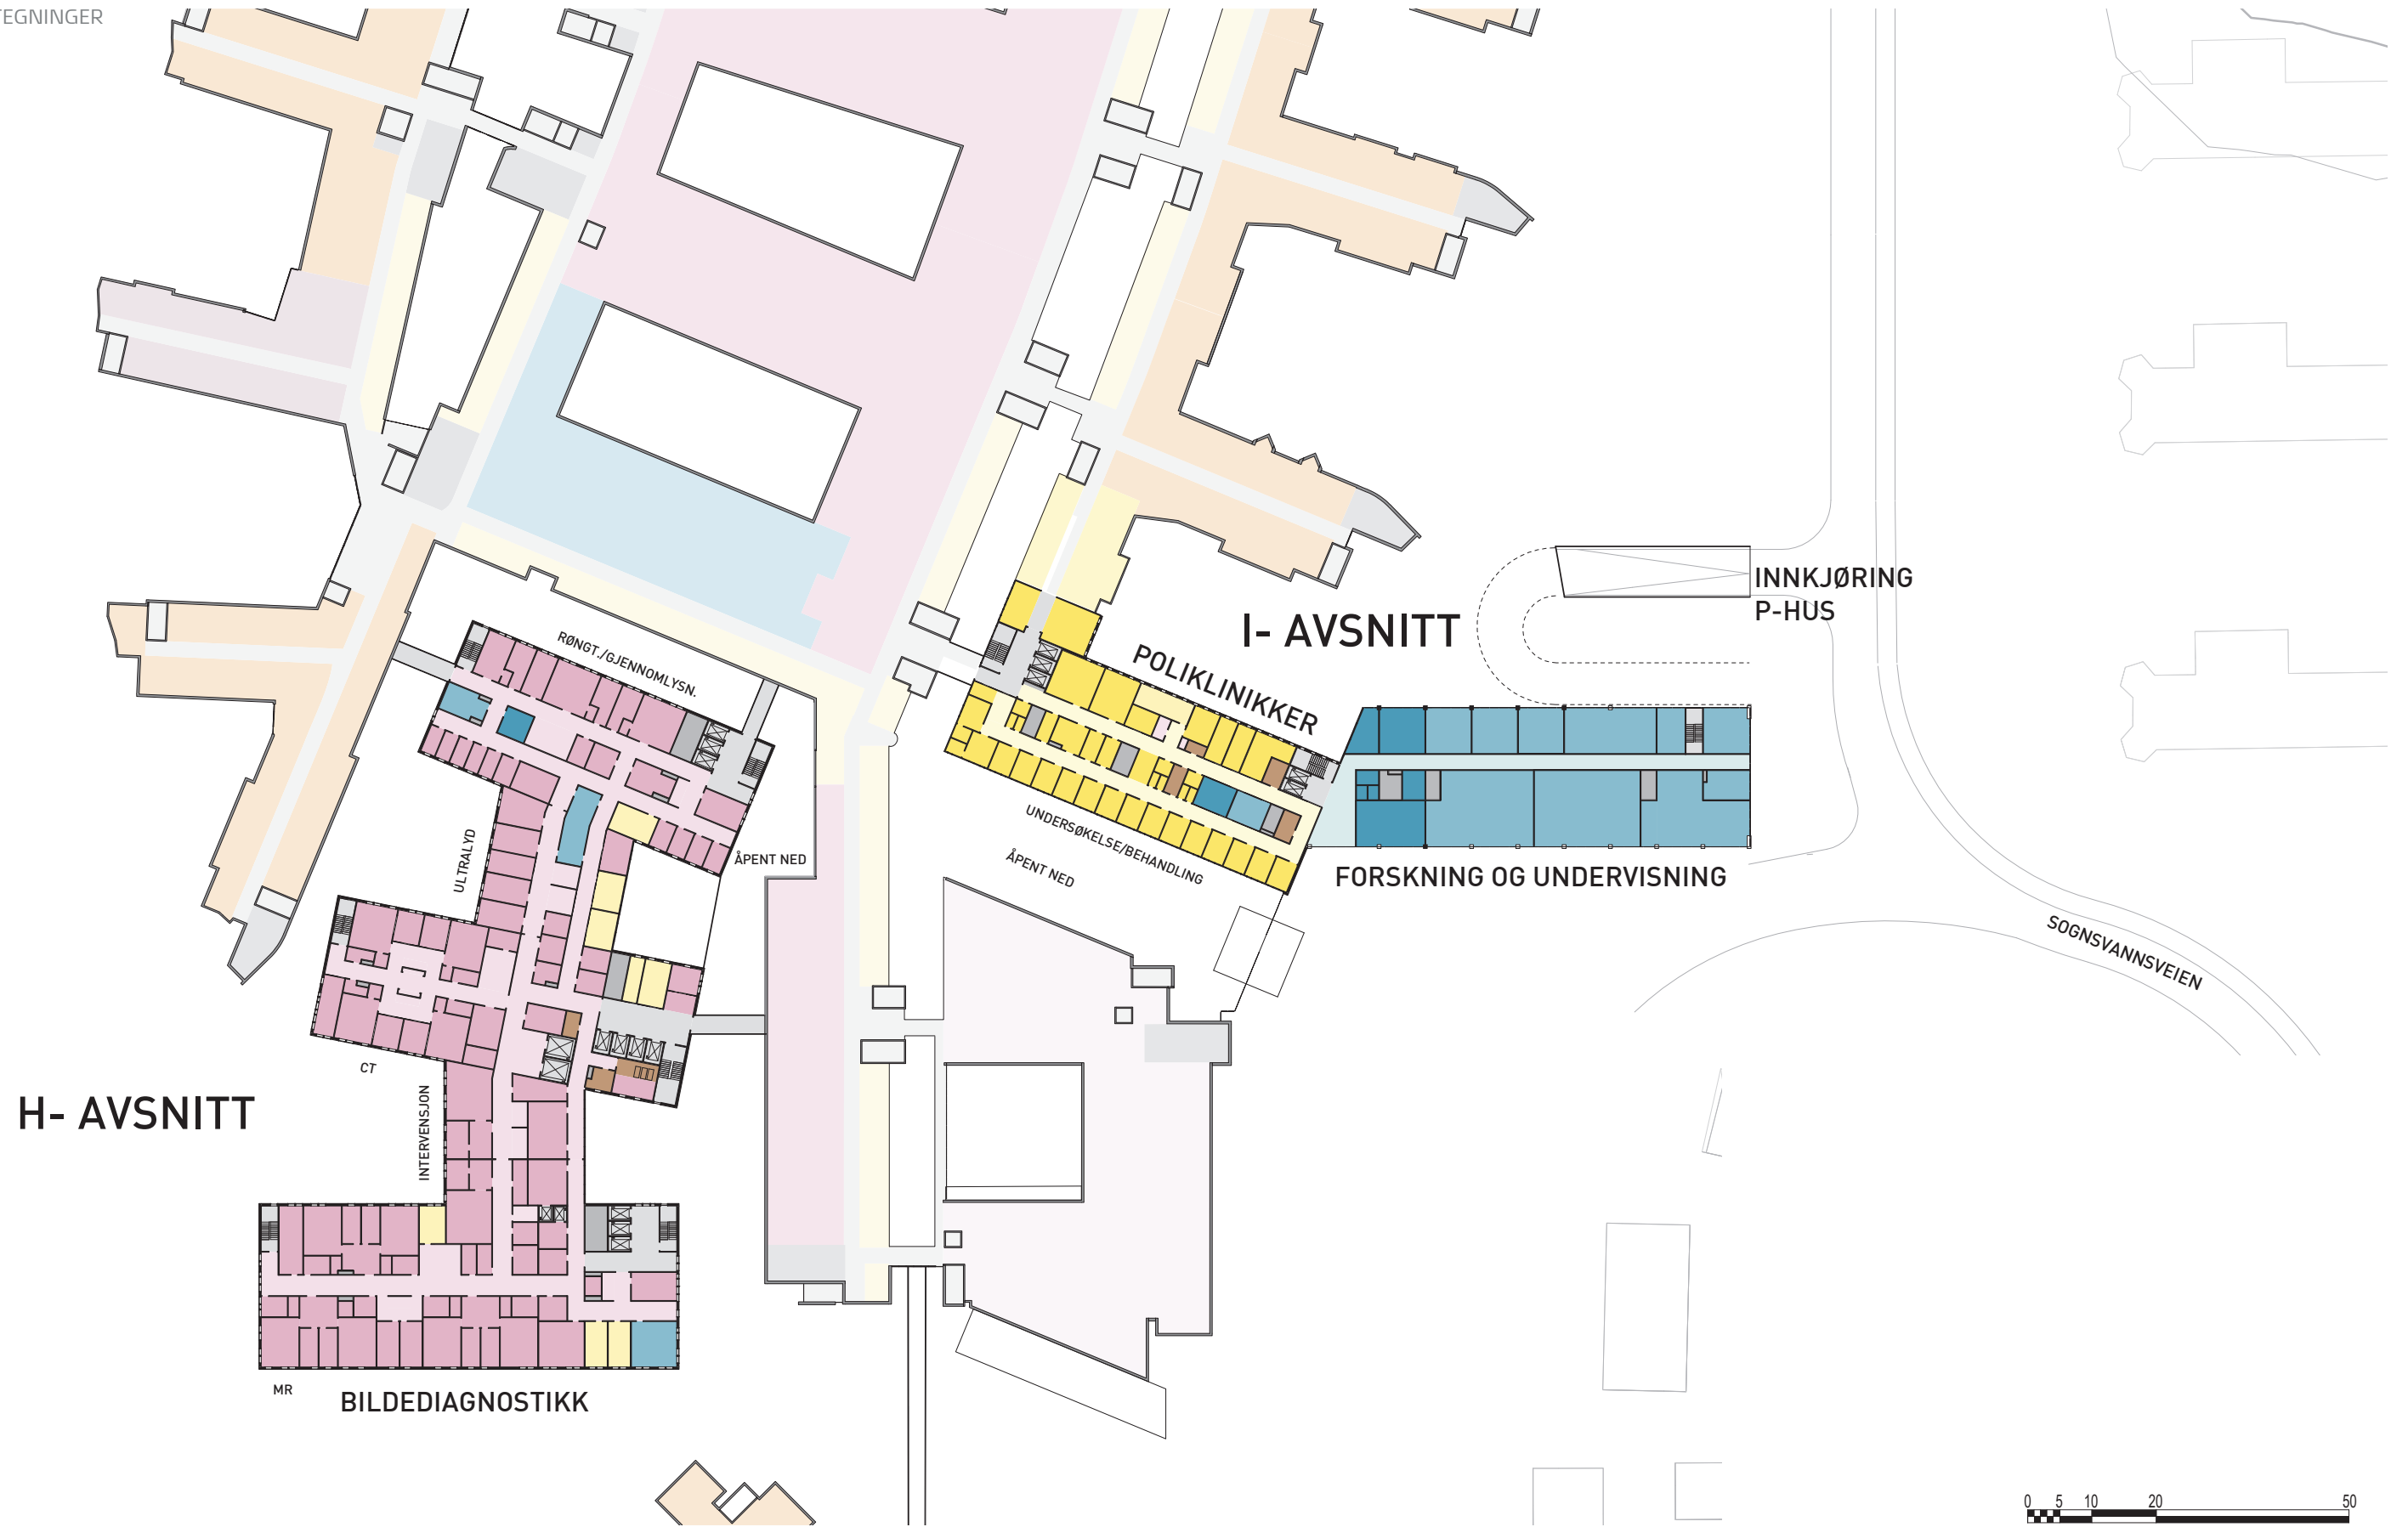 TEGNINGER
INNKJØRING
P-HUS
I- AVSNITT
POLIKLINIKKER
RØNGT./GJENNOMLYSN.
UNDERSØKELSE/BEHANDLING
ÅPENT NED
ÅPENT NED
FORSKNING OG UNDERVISNING
ULTRALYD
SOGNSVANNSVEIEN
CT
H- AVSNITT
INTERVENSJON
MR
BILDEDIAGNOSTIKK
0 5 10 20 50